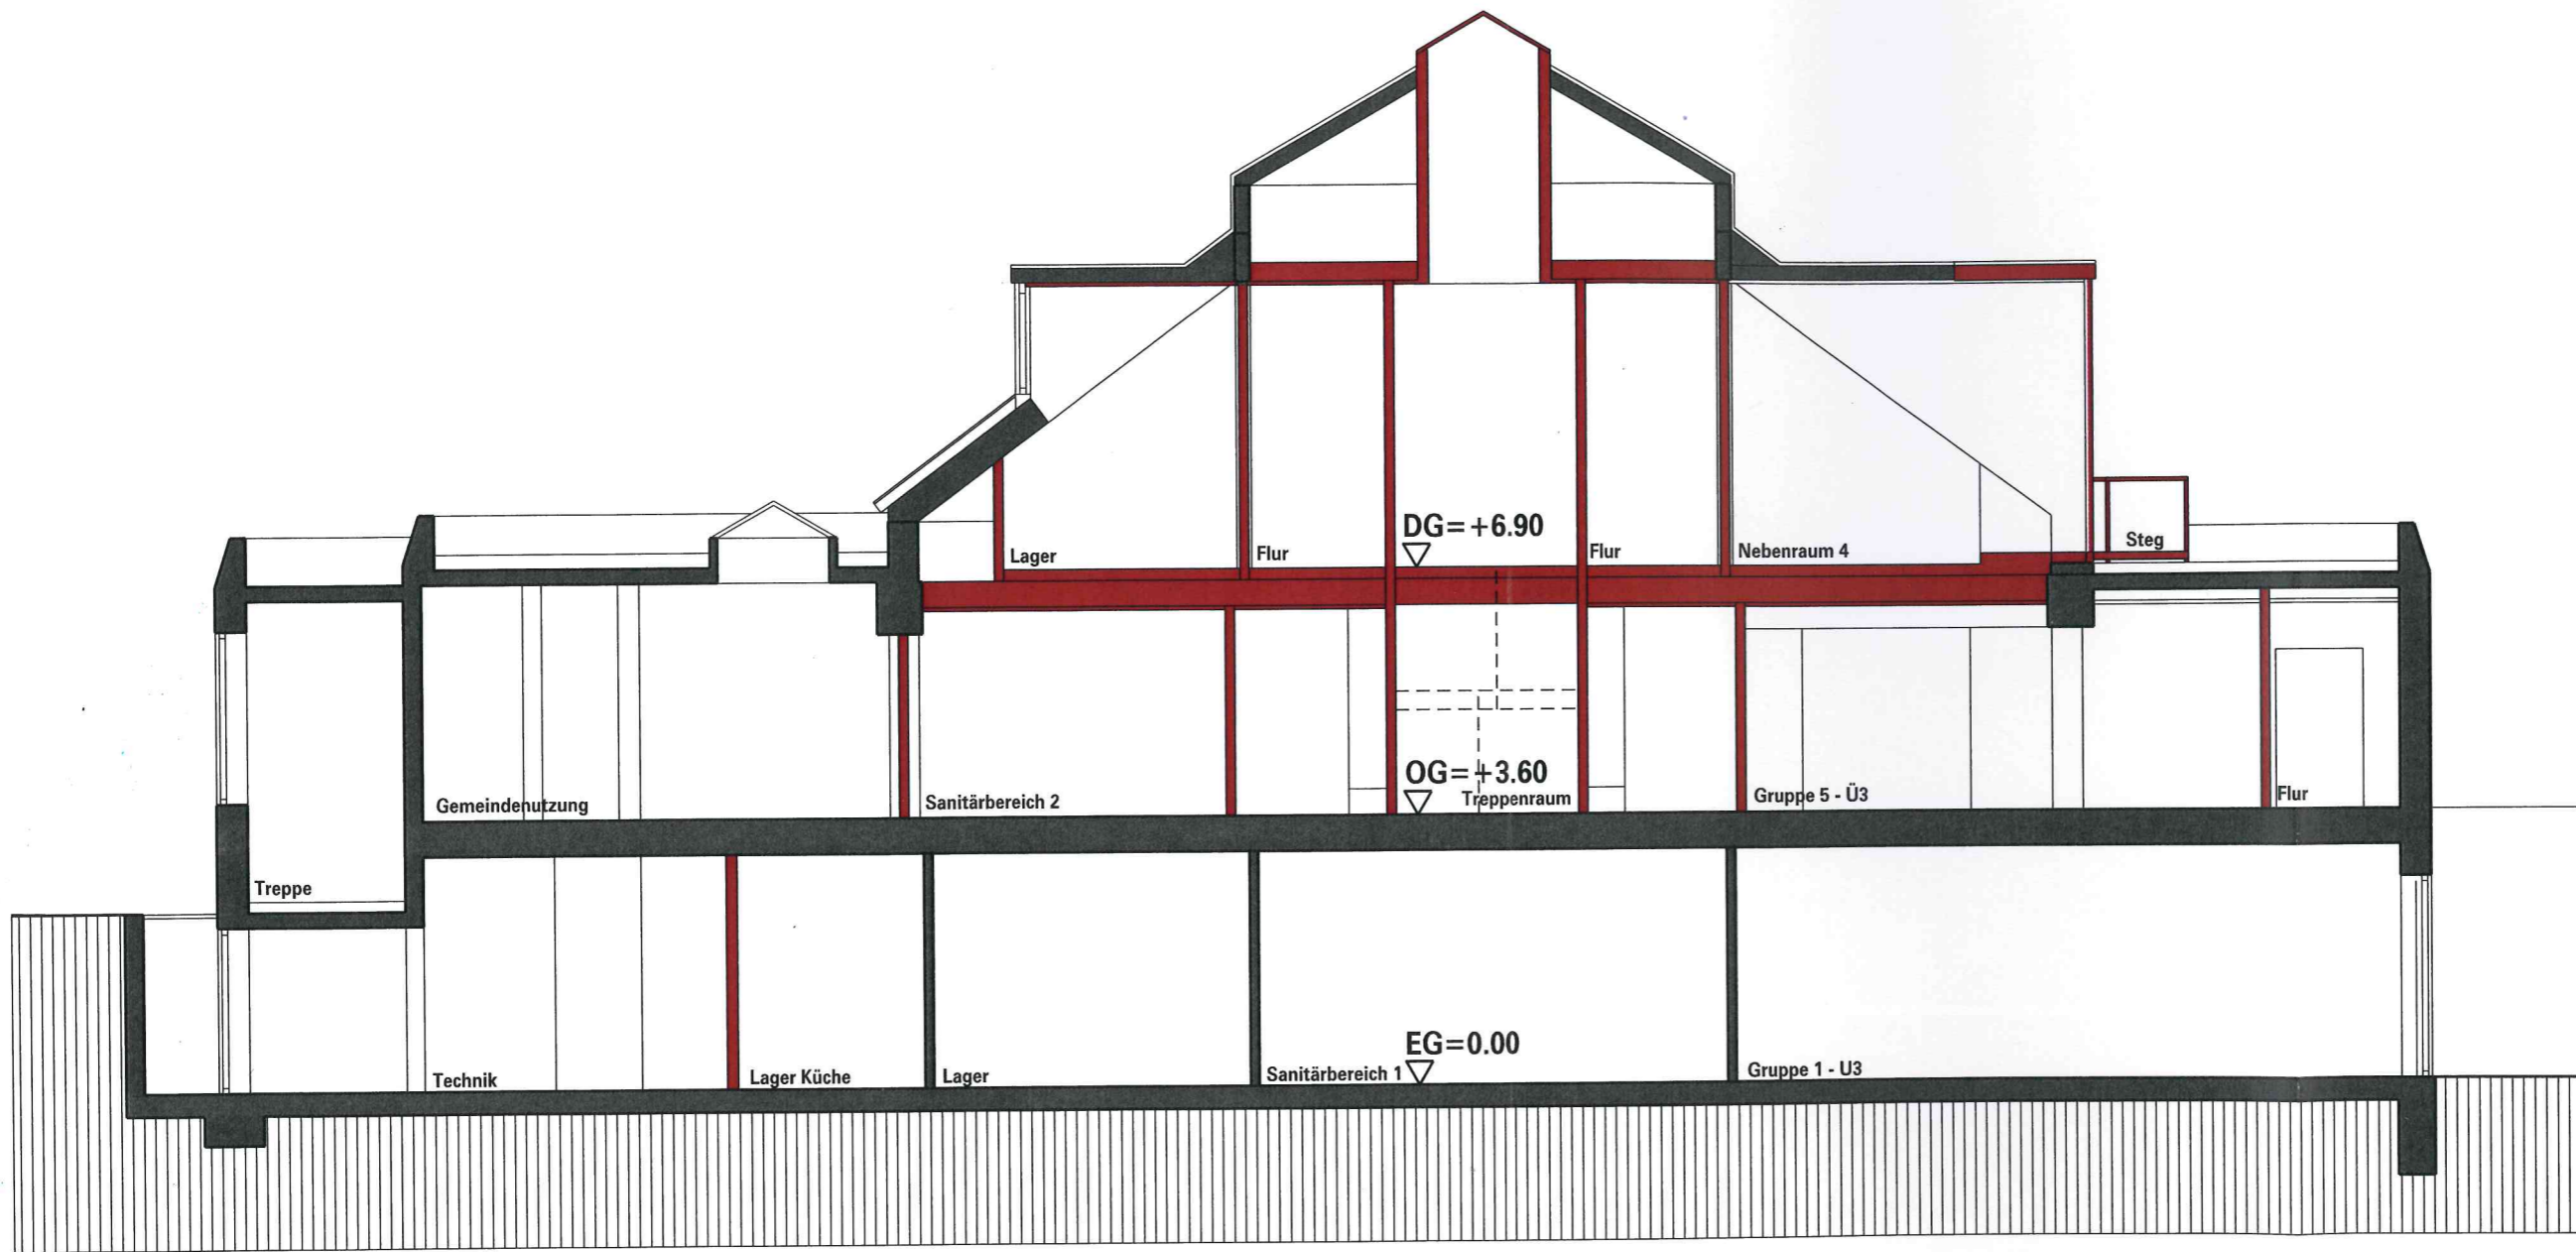 DG=+6.90
Lager
Flur
Flur
Nebenraum 4
Steg
OG=+3.60
Gemeindenutzung
Sanitärbereich 2
Treppenraum
Gruppe 5 - Ü3
Flur
Treppe
EG=0.00
Technik
Lager Küche
Lager
Sanitärbereich 1
Gruppe 1 - U3